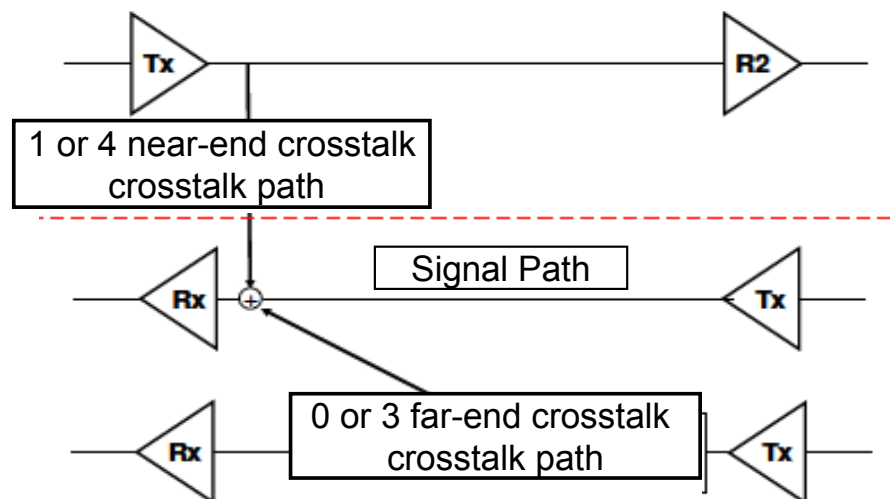 Tx
R2
1 or 4 near-end crosstalk
crosstalk path
Signal Path
Rx
+
Tx
0 or 3 far-end crosstalk
crosstalk path
Rx
Tx